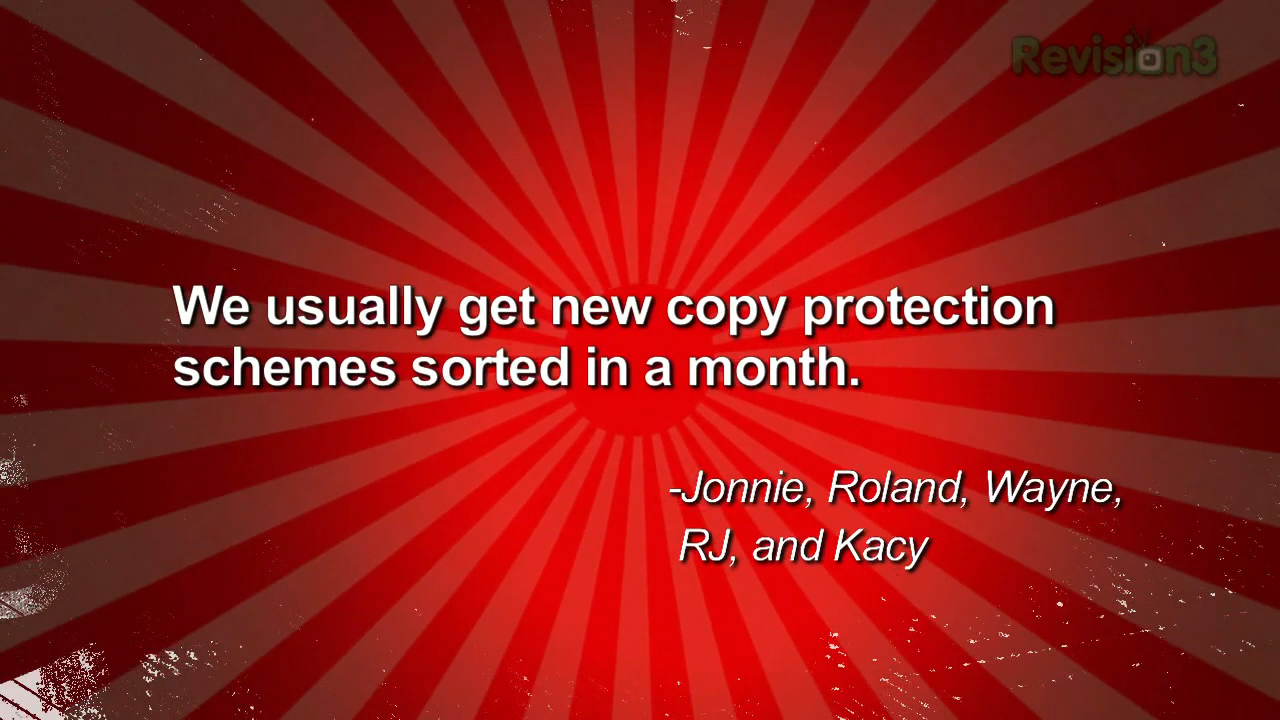 Revision3
We usually get new copy protection
schemes sorted in a month.
-Jonnie, Roland, Wayne,
RJ, and Kacy